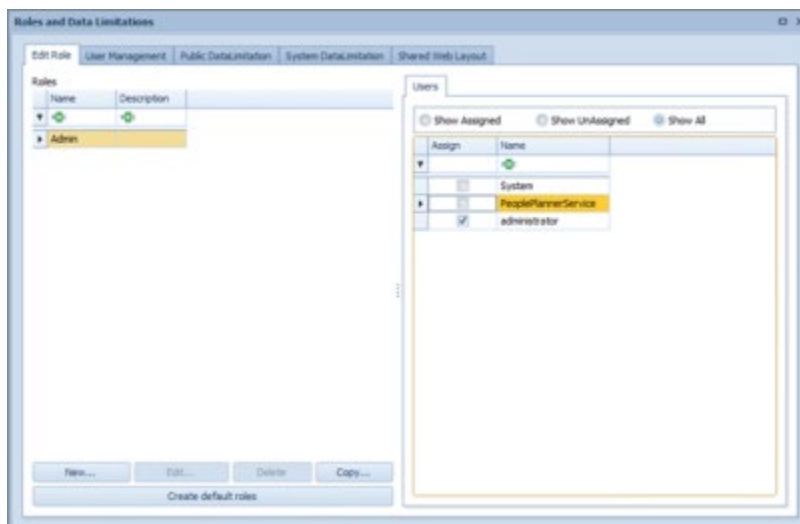 Roles and Data Limitations
Edit Role User Management Public DataLimitation System DataLimitation Shared Web Layout
Roles
Name Description
Admin
New... Edit... Delete Copy...
Create default roles
Users
Show Assigned Show UnAssigned Show All
Assign Name
System
PeoplePlannerService
administrator